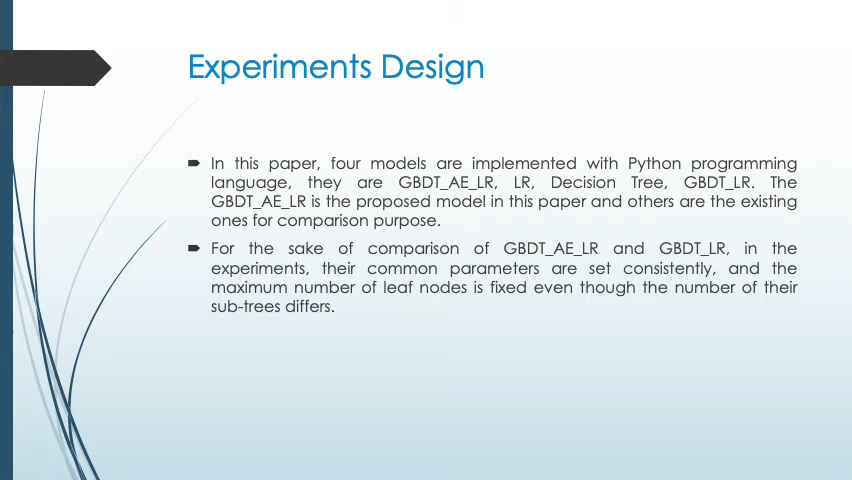 Experiments Design
In this paper, four models are implemented with Python programming
language, they are GBDT_AE_LR, LR, Decision Tree, GBDT_LR. The
GBDT_AE_LR is the proposed model in this paper and others are the existing
ones for comparison purpose.
For the sake of comparison of GBDT_AE_LR and GBDT_LR, in the
experiments, their common parameters are set consistently, and the
maximum number of leaf nodes is fixed even though the number of their
sub-trees differs.